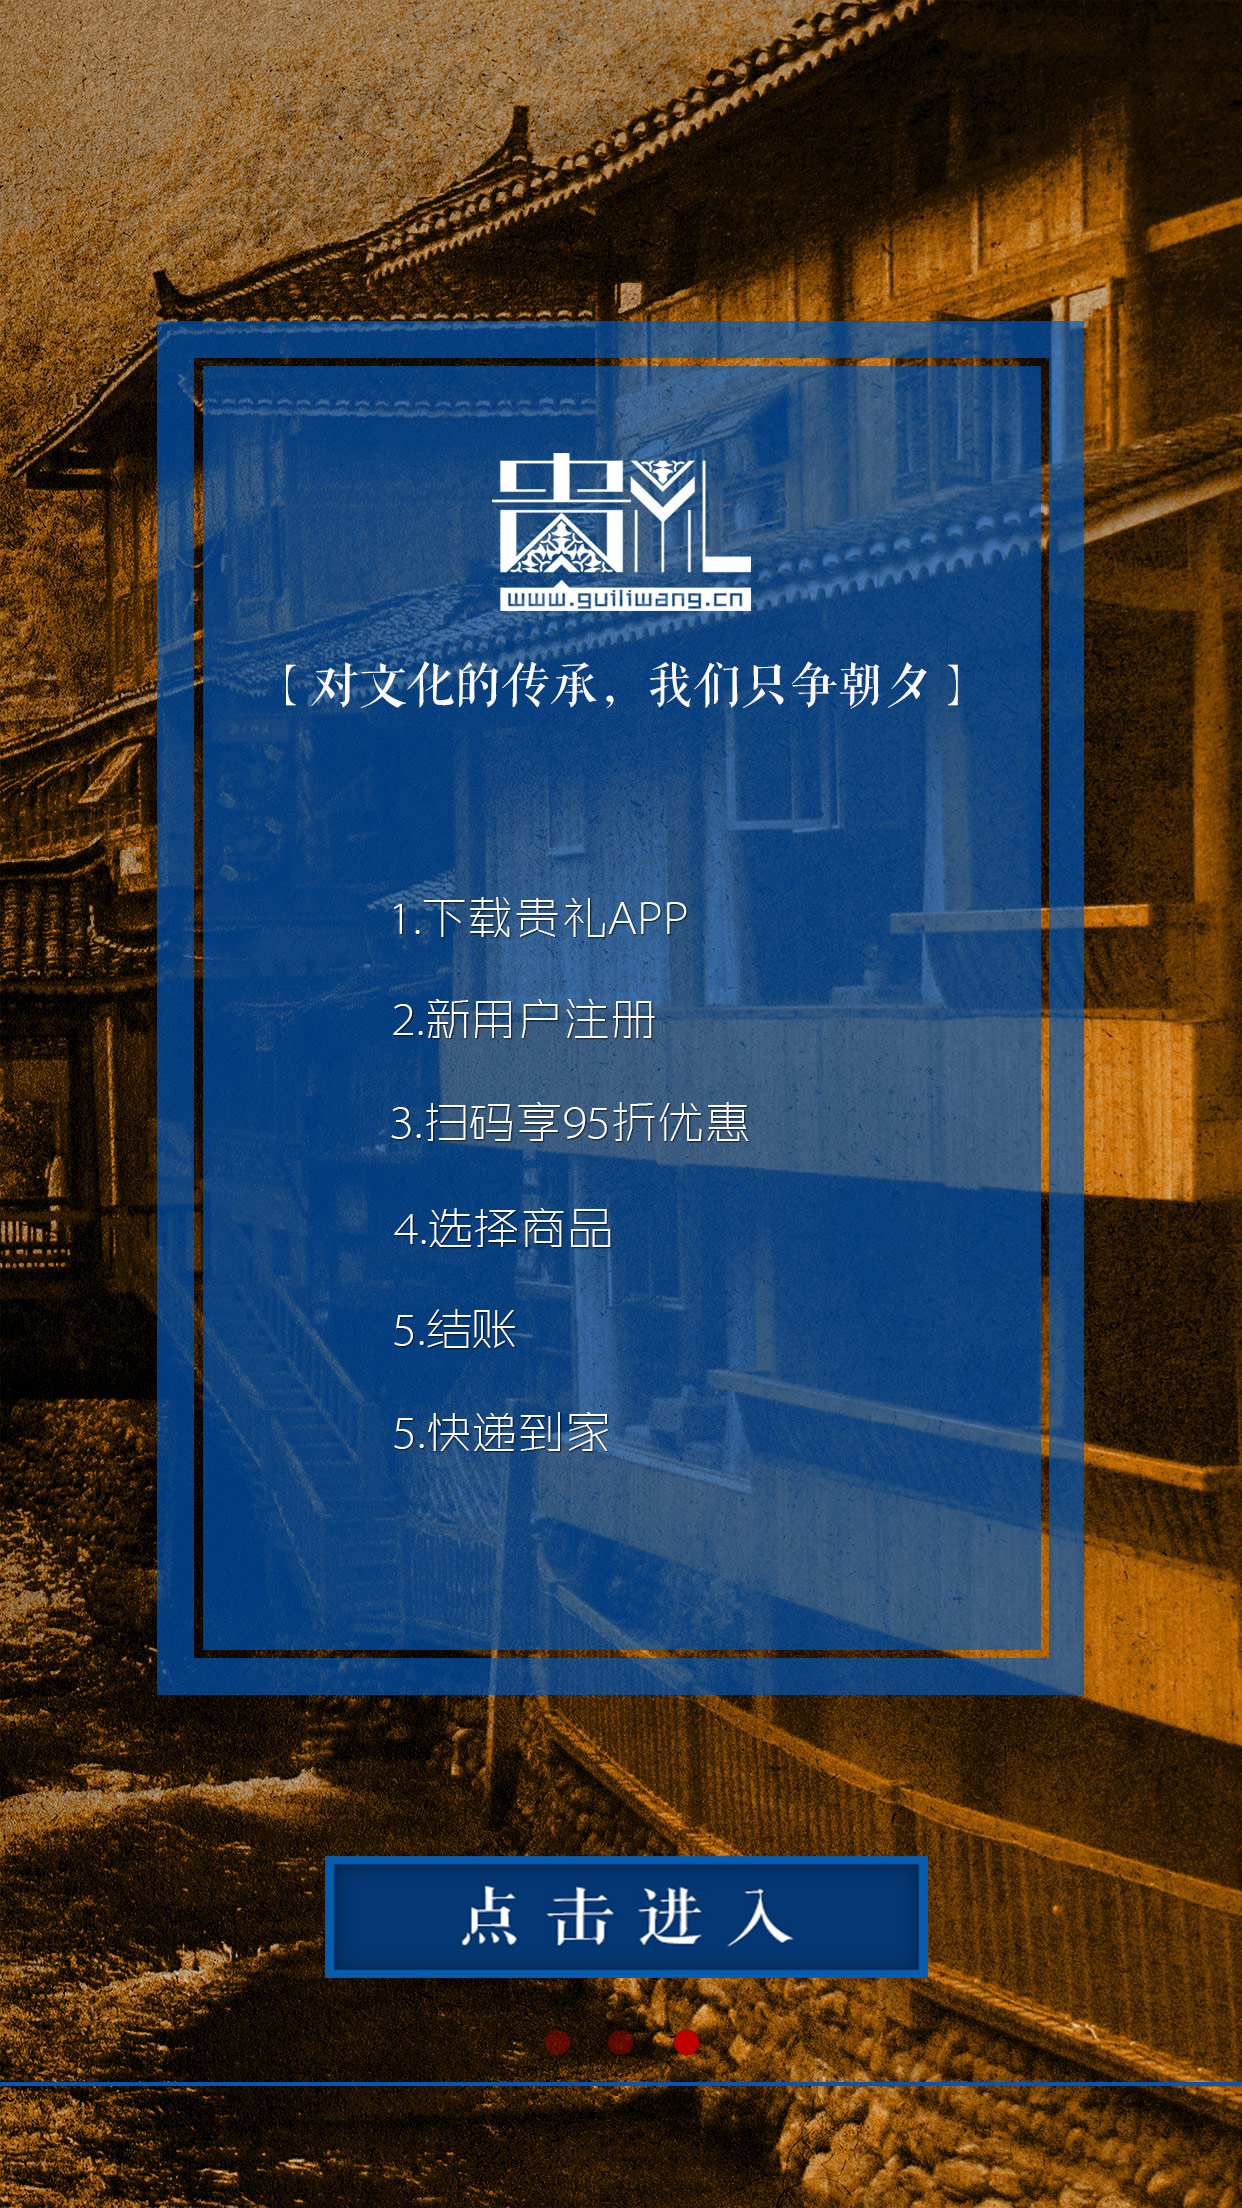 贵礼
www.guiliwang.cn
【对文化的传承，我们只争朝夕】
1.下载贵礼APP
2.新用户注册
3.扫码享95折优惠
4.选择商品
5.结账
5.快递到家
点击进入